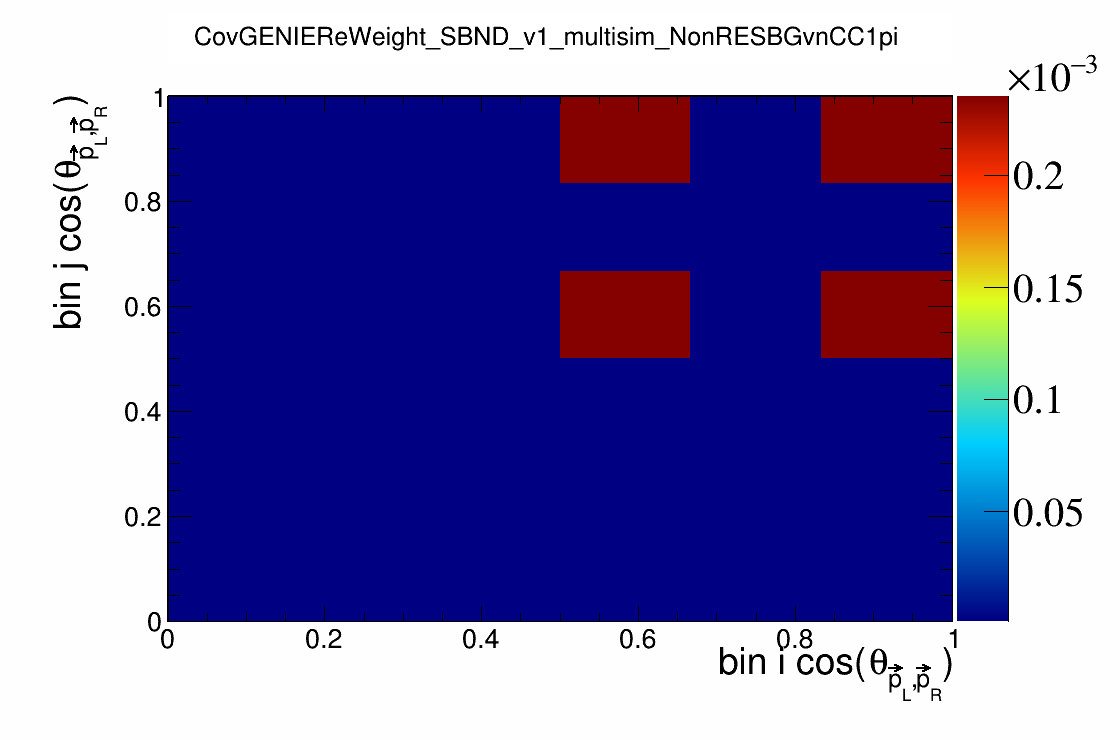 CovGENIEReWeight_SBND_v1_multisim_NonRESBGvnCC1pi
×10⁻³
bin j cos(θ_p⃗_L,p⃗_R)
1
0.8
0.6
0.4
0.2
0
0 0.2 0.4 0.6 0.8 1
bin i cos(θ_p⃗_L,p⃗_R)
0.2
0.15
0.1
0.05